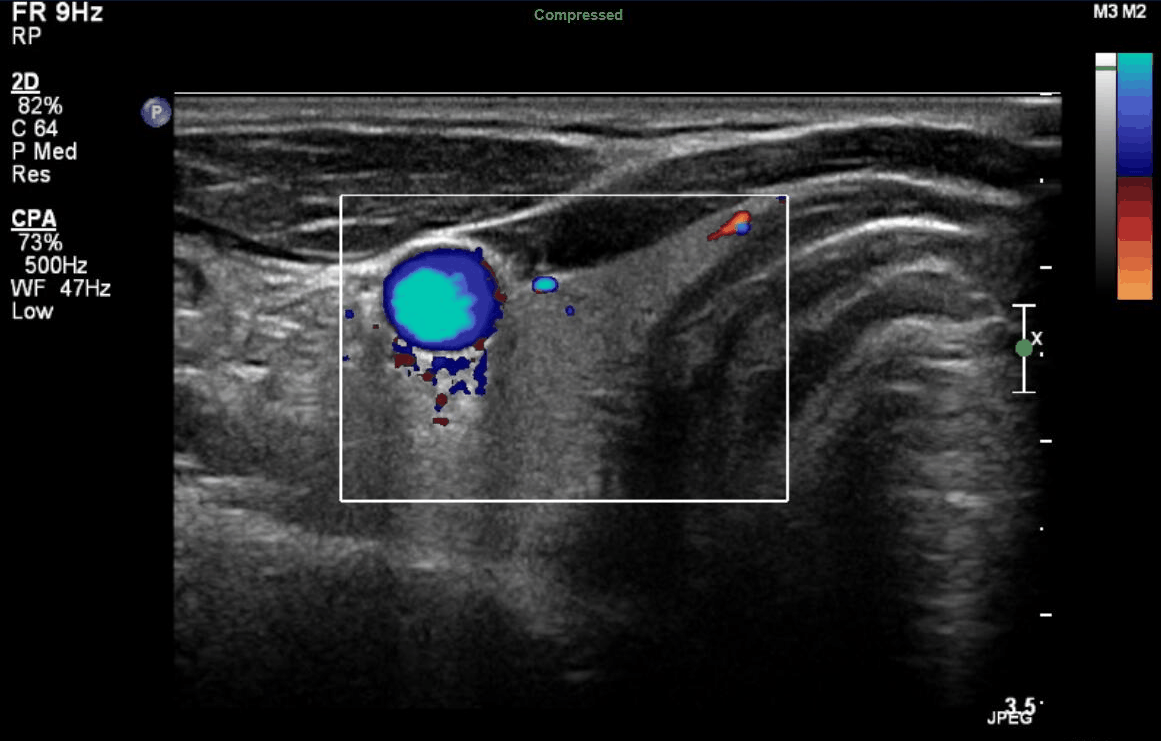 FR 9Hz
RP
Compressed
M3 M2
P
2D
82%
C 64
P Med
Res
CPA
73%
500Hz
WF 47Hz
Low
X
3.5
JPEG